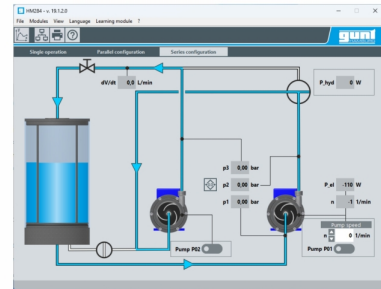 HM284 - v. 19.1.2.0
File Modules View Language Learning module ?
gunt
Single operation Parallel configuration Series configuration
dV/dt 0,0 L/min
P_hyd 0 W
p3 0,00 bar
p2 0,00 bar
p1 0,00 bar
P_el -110 W
n -1 1/min
Pump speed
n 0 1/min
Pump P02
Pump P01